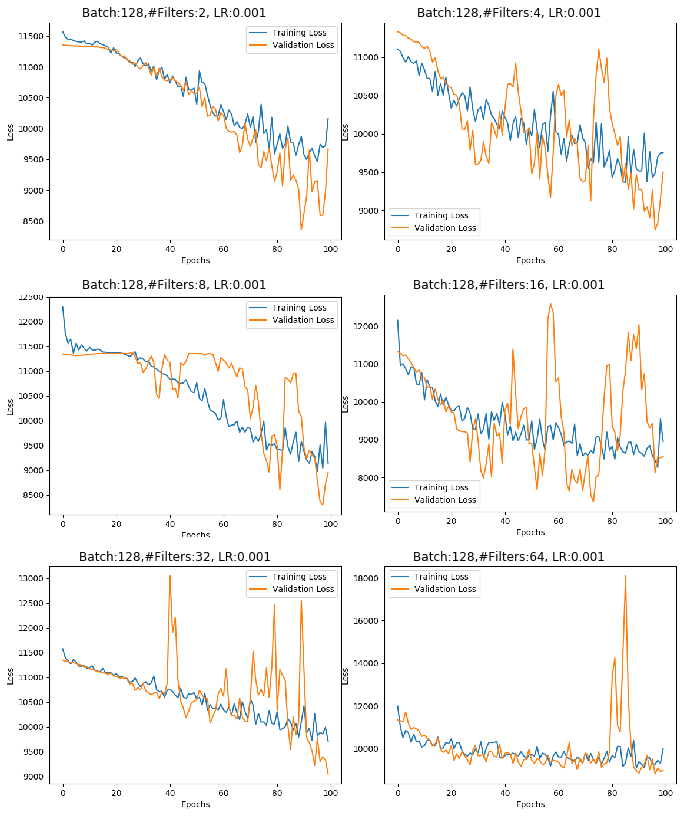 Batch:128,#Filters:2, LR:0.001
Training Loss
Validation Loss
11500
11000
10500
10000
9500
9000
8500
Loss
0 20 40 60 80 100
Epochs
Batch:128,#Filters:4, LR:0.001
11000
10500
10000
9500
9000
Loss
Training Loss
Validation Loss
0 20 40 60 80 100
Epochs
Batch:128,#Filters:8, LR:0.001
Training Loss
Validation Loss
12500
12000
11500
11000
10500
10000
9500
9000
8500
Loss
0 20 40 60 80 100
Epochs
Batch:128,#Filters:16, LR:0.001
12000
11000
10000
9000
8000
Loss
Training Loss
Validation Loss
0 20 40 60 80 100
Epochs
Batch:128,#Filters:32, LR:0.001
Training Loss
Validation Loss
13000
12500
12000
11500
11000
10500
10000
9500
9000
Loss
0 20 40 60 80 100
Epochs
Batch:128,#Filters:64, LR:0.001
Training Loss
Validation Loss
18000
16000
14000
12000
10000
Loss
0 20 40 60 80 100
Epochs